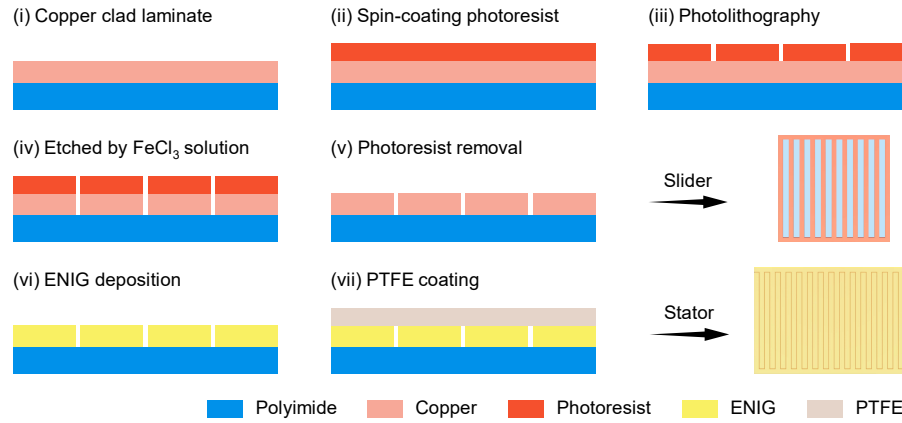 (i) Copper clad laminate
(ii) Spin-coating photoresist
(iii) Photolithography
(iv) Etched by FeCl₃ solution
(v) Photoresist removal
Slider
(vi) ENIG deposition
(vii) PTFE coating
Stator
Polyimide
Copper
Photoresist
ENIG
PTFE